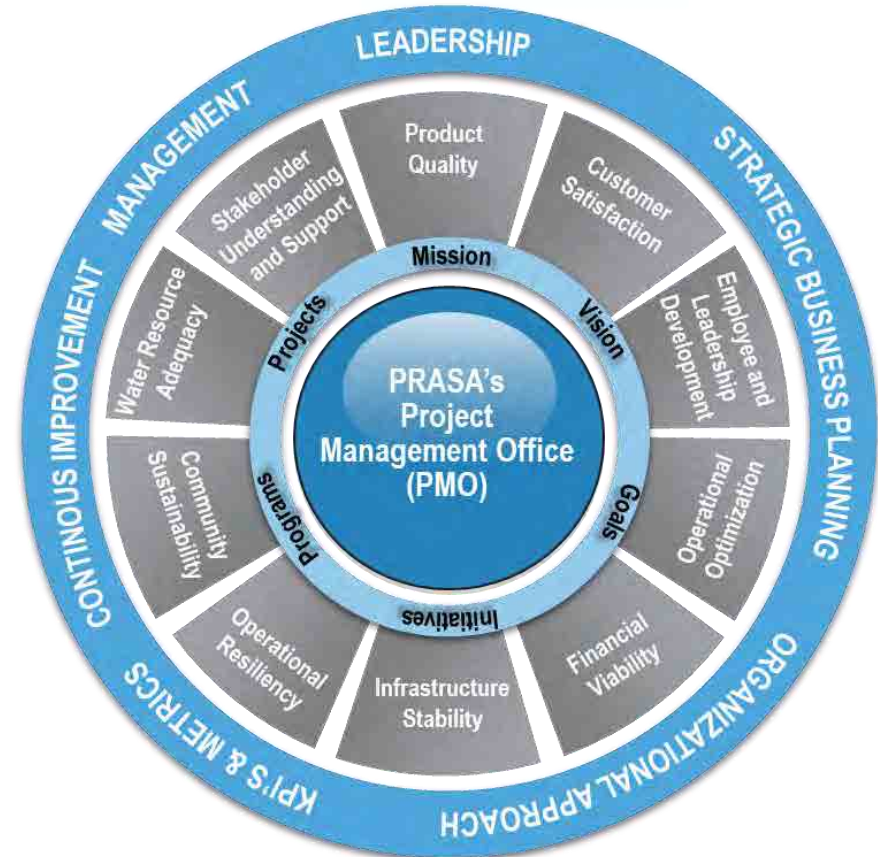 LEADERSHIP
STRATEGIC BUSINESS PLANNING
ORGANIZATIONAL APPROACH
KPI'S & METRICS
CONTINOUS IMPROVEMENT
MANAGEMENT
Product
Quality
Customer
Satisfaction
Employee and
Leadership
Development
Operational
Optimization
Financial
Viability
Infrastructure
Stability
Operational
Resiliency
Community
Sustainability
Water Resource
Adequacy
Stakeholder
Understanding
and Support
Mission
Vision
Goals
Initiatives
Programs
Projects
PRASA's
Project
Management Office
(PMO)